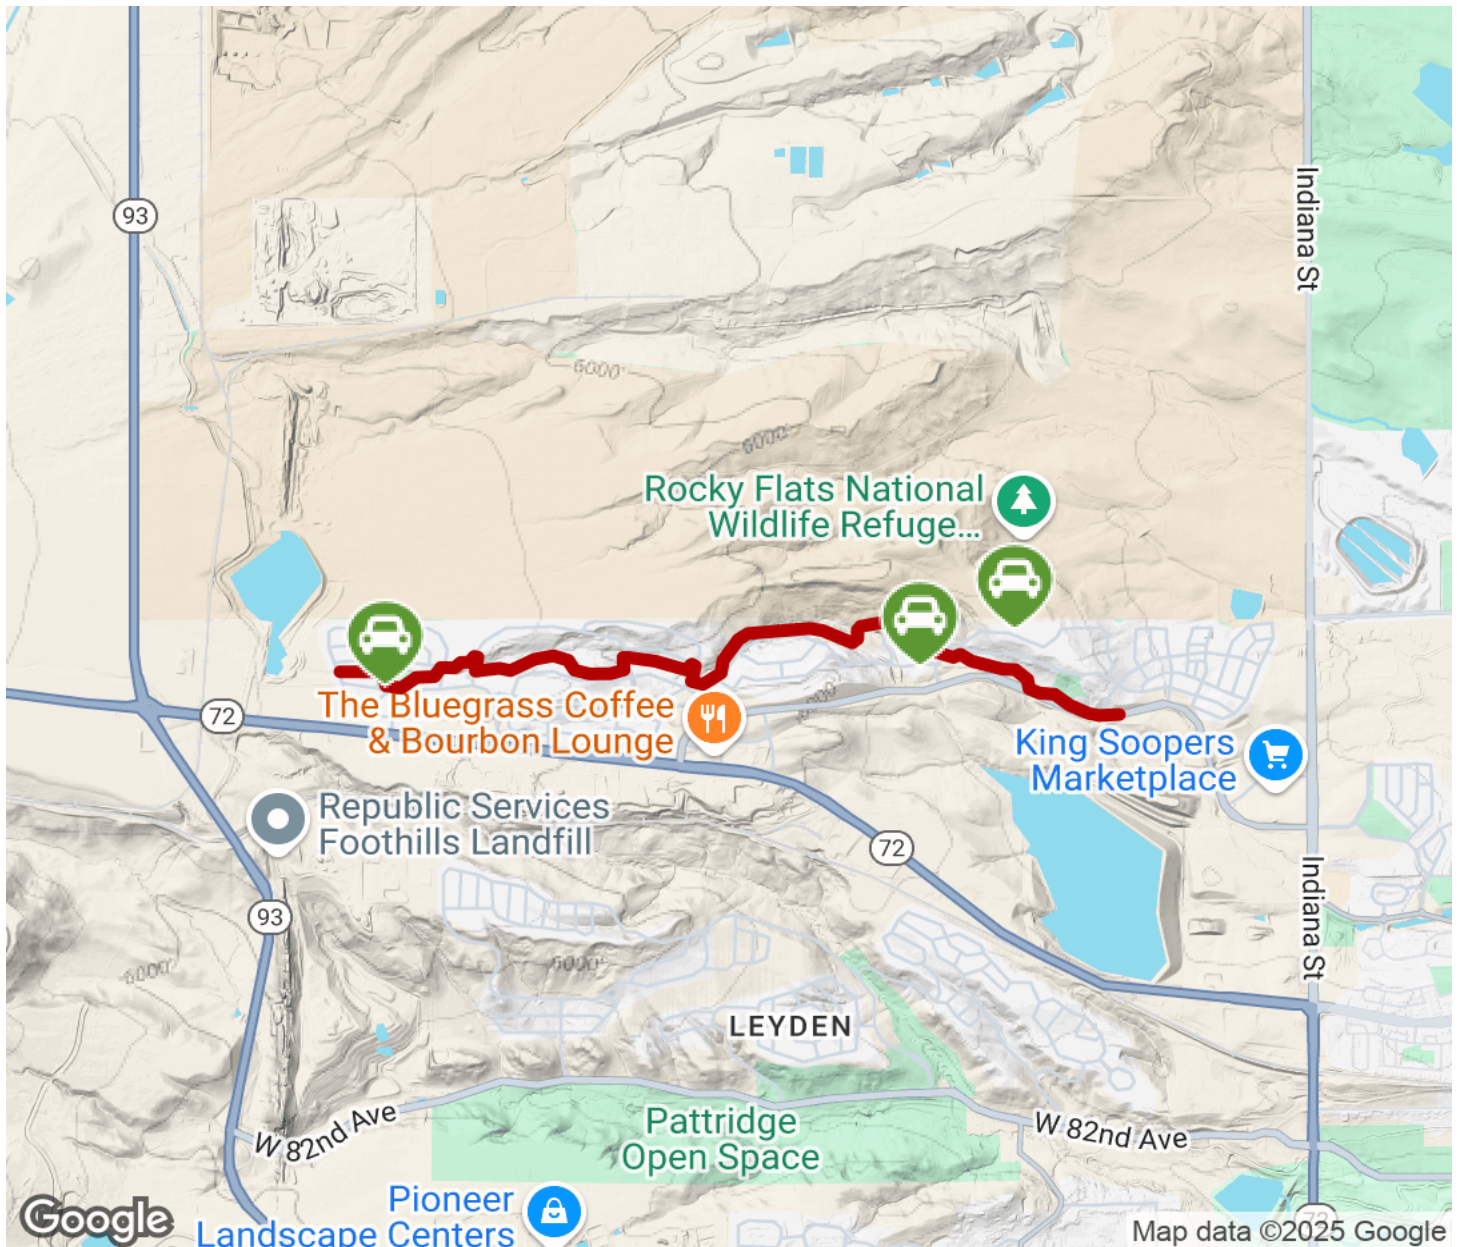 93
Indiana St
6000'
6000'
Rocky Flats National
Wildlife Refuge...
72
The Bluegrass Coffee
& Bourbon Lounge
6000'
King Soopers
Marketplace
Republic Services
Foothills Landfill
72
93
Indiana St
6000'
6000'
LEYDEN
W 82nd Ave
Pattridge
Open Space
W 82nd Ave
Pioneer
Landscape Centers
72
Google
Map data ©2025 Google